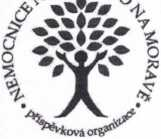 NEMOCNICE
NA MORAVĚ
příspěvková organizace